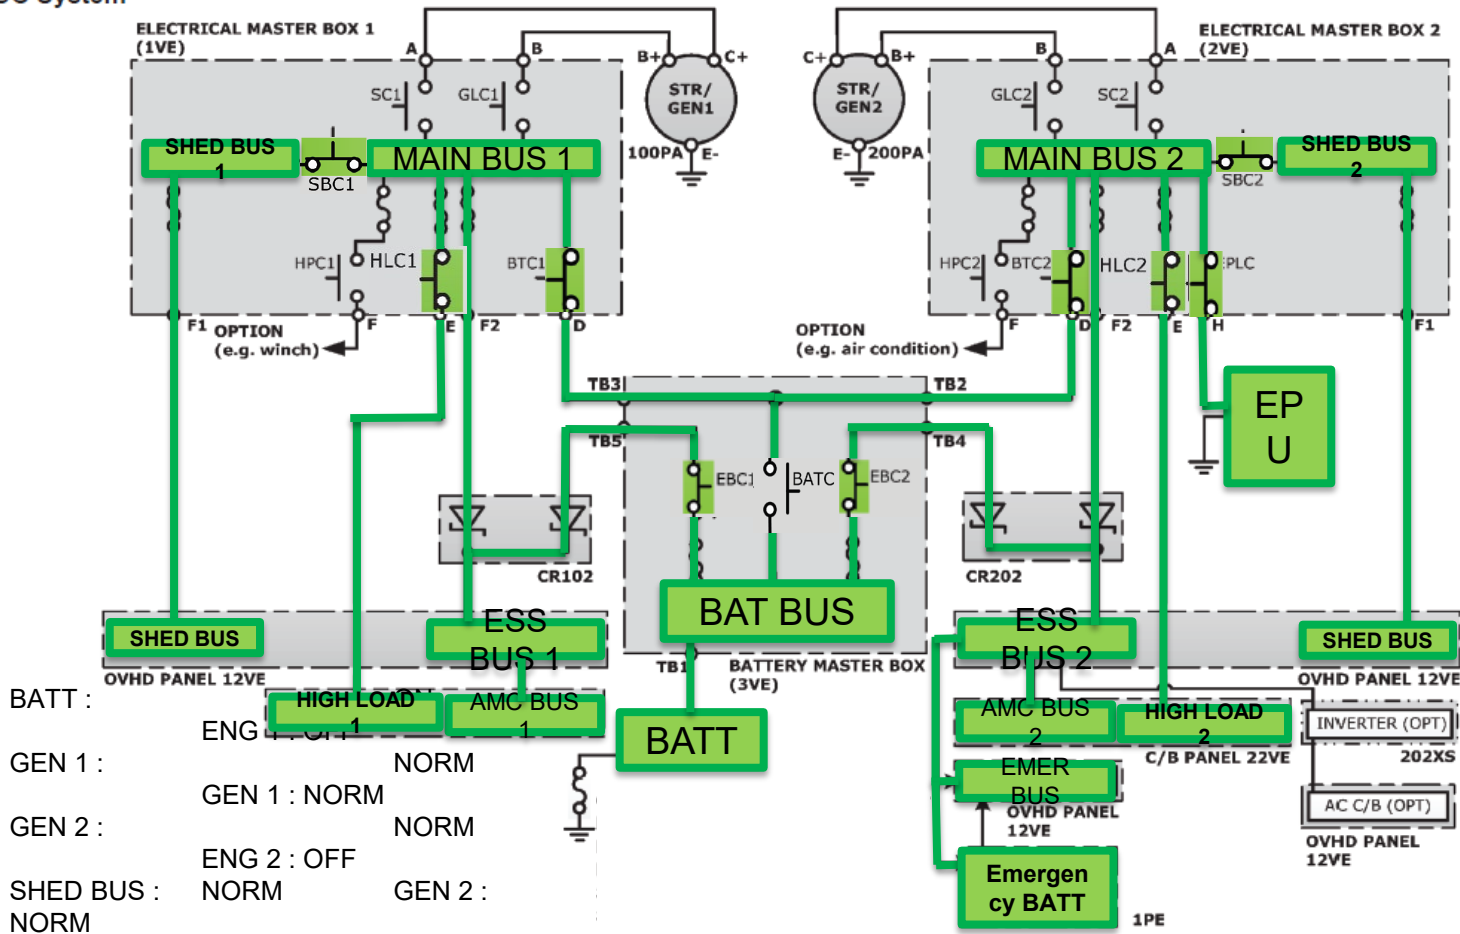 DC System
ELECTRICAL MASTER BOX 1
(1VE)
ELECTRICAL MASTER BOX 2
(2VE)
A
B
B+
C+
C+
B+
B
A
SC1
GLC1
STR/
GEN1
STR/
GEN2
GLC2
SC2
SHED BUS
1
SBC1
MAIN BUS 1
100PA
E-
E-
200PA
MAIN BUS 2
SBC2
SHED BUS
2
HPC1
HLC1
BTC1
HPC2
BTC2
HLC2
EPLC
F1
OPTION
(e.g. winch)
F
E
F2
D
OPTION
(e.g. air condition)
F
D
F2
E
H
F1
TB3
TB2
TB5
TB4
EP
U
EBC1
BATC
EBC2
CR102
CR202
BAT BUS
SHED BUS
ESS
BUS 1
ESS
BUS 2
SHED BUS
OVHD PANEL 12VE
TB1
BATTERY MASTER BOX
(3VE)
OVHD PANEL 12VE
BATT :
HIGH LOAD
1
AMC BUS
1
BATT
AMC BUS
2
HIGH LOAD
2
C/B PANEL 22VE
INVERTER (OPT)
202XS
ENG 1 : OFF
GEN 1 : NORM
GEN 1 : NORM
GEN 2 : NORM
ENG 2 : OFF
SHED BUS : NORM GEN 2 :
NORM
EMER
BUS
OVHD PANEL
12VE
AC C/B (OPT)
OVHD PANEL
12VE
Emergen
cy BATT
1PE